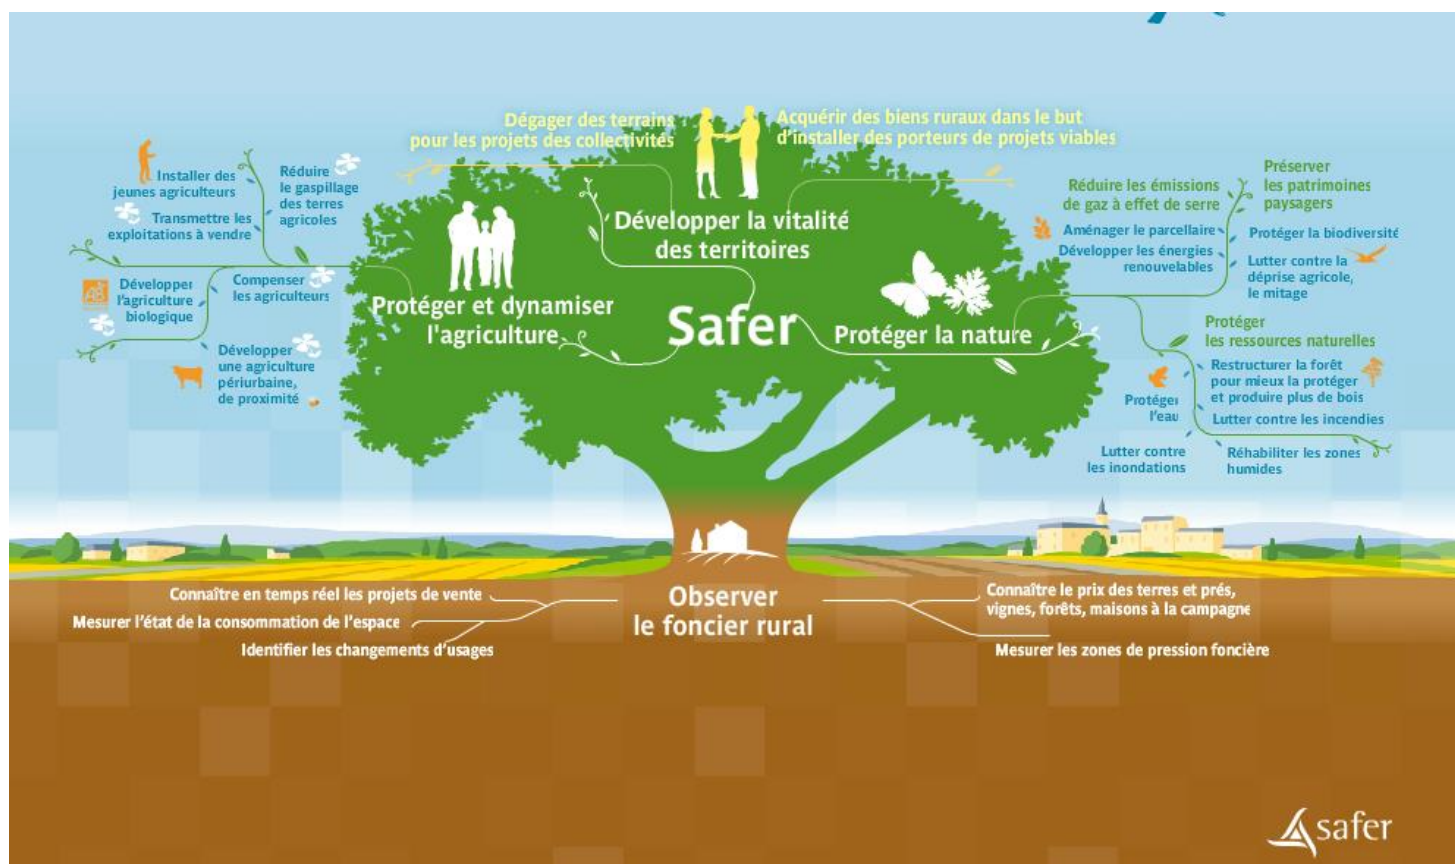 Dégager des terrains
pour les projets des collectivités
Acquérir des biens ruraux dans le but
d'installer des porteurs de projets viables
Installer des
jeunes agriculteurs
Réduire
le gaspillage
des terres
agricoles
Transmettre les
exploitations à vendre
Développer
l'agriculture
biologique
AB
Compenser
les agriculteurs
Développer
une agriculture
périurbaine,
de proximité
Protéger et dynamiser
l'agriculture
Développer la vitalité
des territoires
Safer
Protéger la nature
Réduire les émissions
de gaz à effet de serre
Aménager le parcellaire
Développer les énergies
renouvelables
Préserver
les patrimoines
paysagers
Protéger la biodiversité
Lutter contre la
déprise agricole,
le mitage
Protéger
les ressources naturelles
Restructurer la forêt
pour mieux la protéger
et produire plus de bois
Protéger
l'eau
Lutter contre les incendies
Lutter contre
les inondations
Réhabiliter les zones
humides
Observer
le foncier rural
Connaître en temps réel les projets de vente
Mesurer l'état de la consommation de l'espace
Identifier les changements d'usages
Connaître le prix des terres et prés,
vignes, forêts, maisons à la campagne
Mesurer les zones de pression foncière
safer